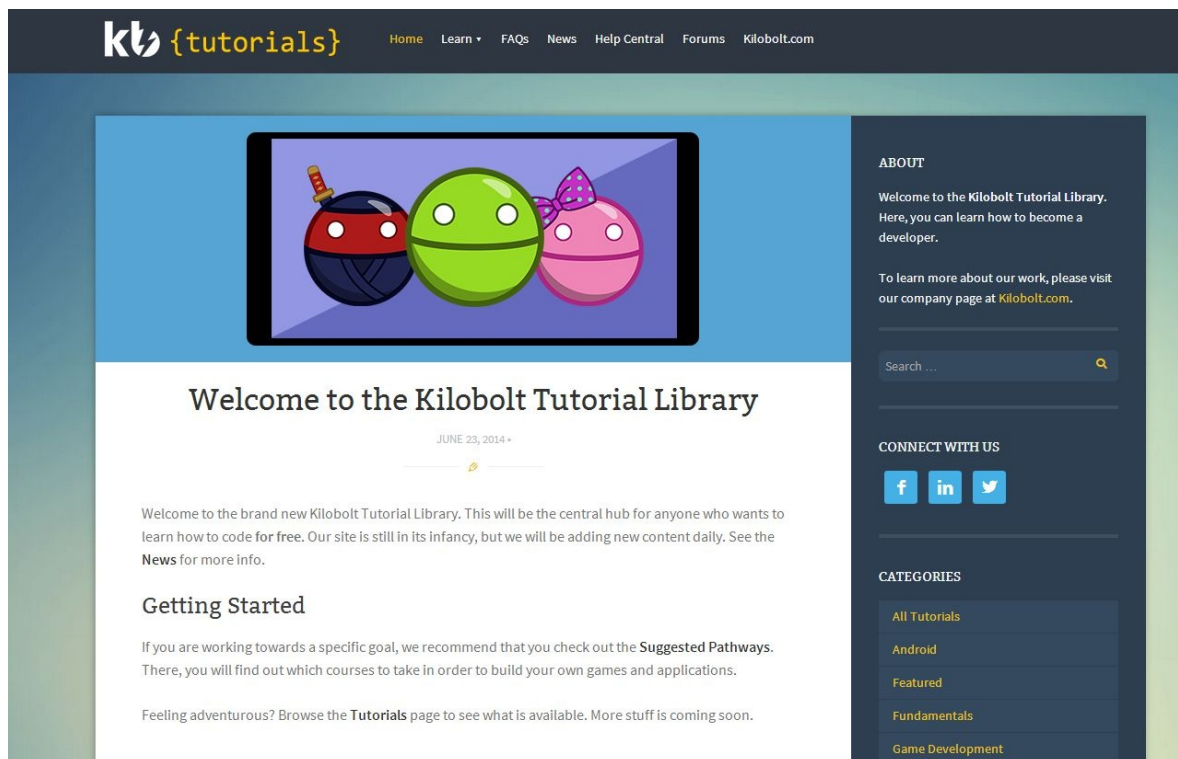 kb {tutorials}
Home Learn FAQs News Help Central Forums Kilobolt.com
Welcome to the Kilobolt Tutorial Library
JUNE 23, 2014
Welcome to the brand new Kilobolt Tutorial Library. This will be the central hub for anyone who wants to
learn how to code for free. Our site is still in its infancy, but we will be adding new content daily. See the
News for more info.
Getting Started
If you are working towards a specific goal, we recommend that you check out the Suggested Pathways.
There, you will find out which courses to take in order to build your own games and applications.
Feeling adventurous? Browse the Tutorials page to see what is available. More stuff is coming soon.
ABOUT
Welcome to the Kilobolt Tutorial Library.
Here, you can learn how to become a
developer.
To learn more about our work, please visit
our company page at Kilobolt.com.
Search ...
CONNECT WITH US
f in
CATEGORIES
All Tutorials
Android
Featured
Fundamentals
Game Development